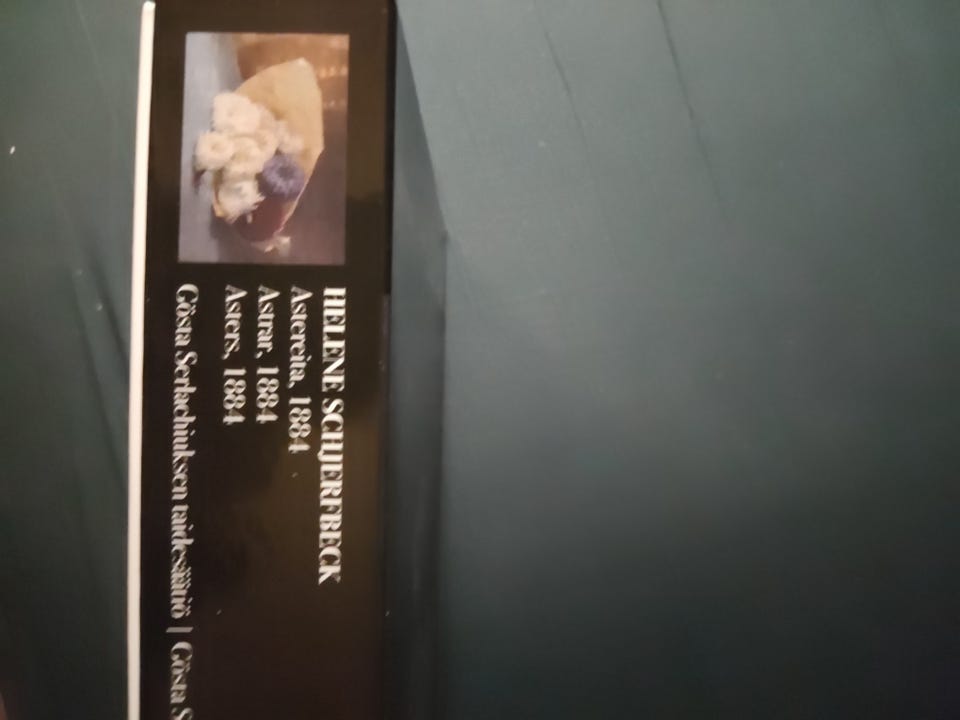 HELENE SCHJERFBECK
Astereita, 1884
Astrar, 1884
Asters, 1884
Gösta Serlachiuksen taidesäätiö | Gösta S